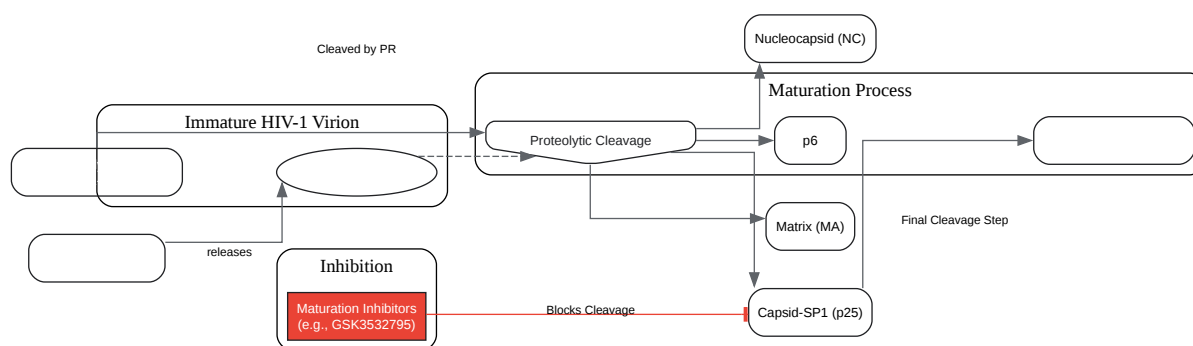 Nucleocapsid (NC)
Cleaved by PR
Maturation Process
Immature HIV-1 Virion
Proteolytic Cleavage
p6
Matrix (MA)
Final Cleavage Step
releases
Inhibition
Maturation Inhibitors
(e.g., GSK3532795)
Blocks Cleavage
Capsid-SP1 (p25)